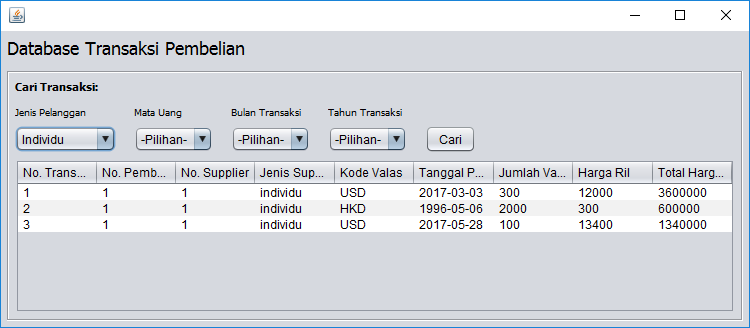 Database Transaksi Pembelian
Cari Transaksi:
Jenis Pelanggan Mata Uang Bulan Transaksi Tahun Transaksi
Individu -Pilihan- -Pilihan- -Pilihan- Cari
No. Trans... No. Pemb... No. Supplier Jenis Sup... Kode Valas Tanggal P... Jumlah Va... Harga Ril Total Harg...
1 1 1 individu USD 2017-03-03 300 12000 3600000
2 1 1 individu HKD 1996-05-06 2000 300 600000
3 1 1 individu USD 2017-05-28 100 13400 1340000